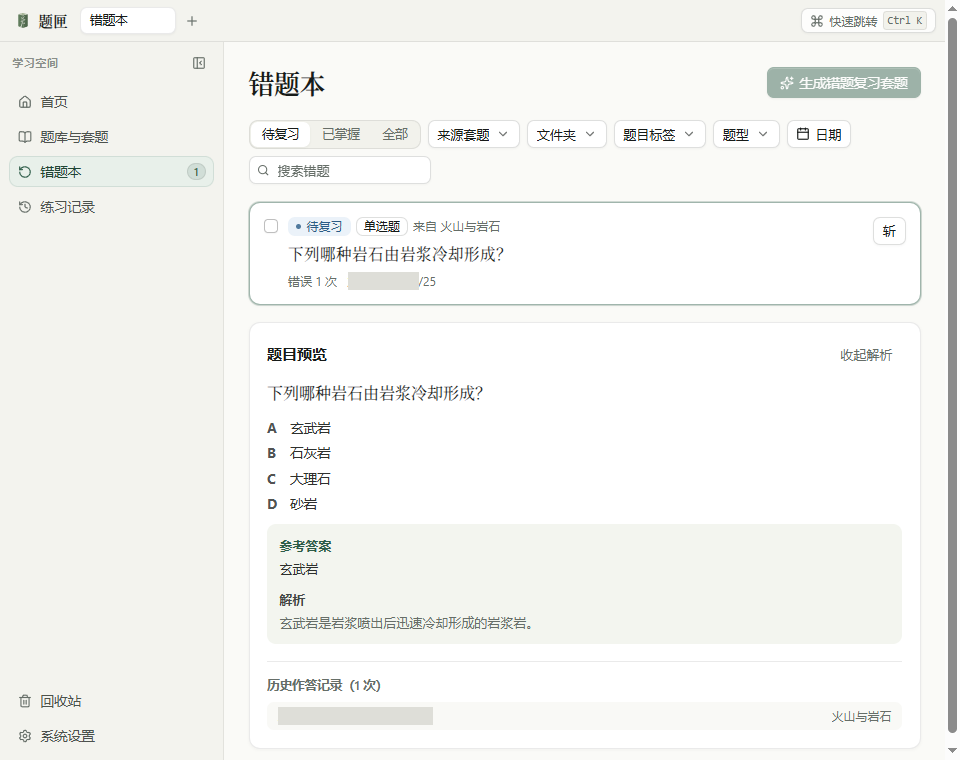 题匣
错题本
快速跳转 Ctrl K
学习空间
首页
题库与套题
错题本 1
练习记录
回收站
系统设置
错题本
生成错题复习套题
待复习 已掌握 全部 来源套题 文件夹 题目标签 题型 日期
搜索错题
待复习 单选题 来自 火山与岩石
斩
下列哪种岩石由岩浆冷却形成？
错误 1 次 /25
题目预览
收起解析
下列哪种岩石由岩浆冷却形成？
A 玄武岩
B 石灰岩
C 大理石
D 砂岩
参考答案
玄武岩
解析
玄武岩是岩浆喷出后迅速冷却形成的岩浆岩。
历史作答记录（1 次）
火山与岩石